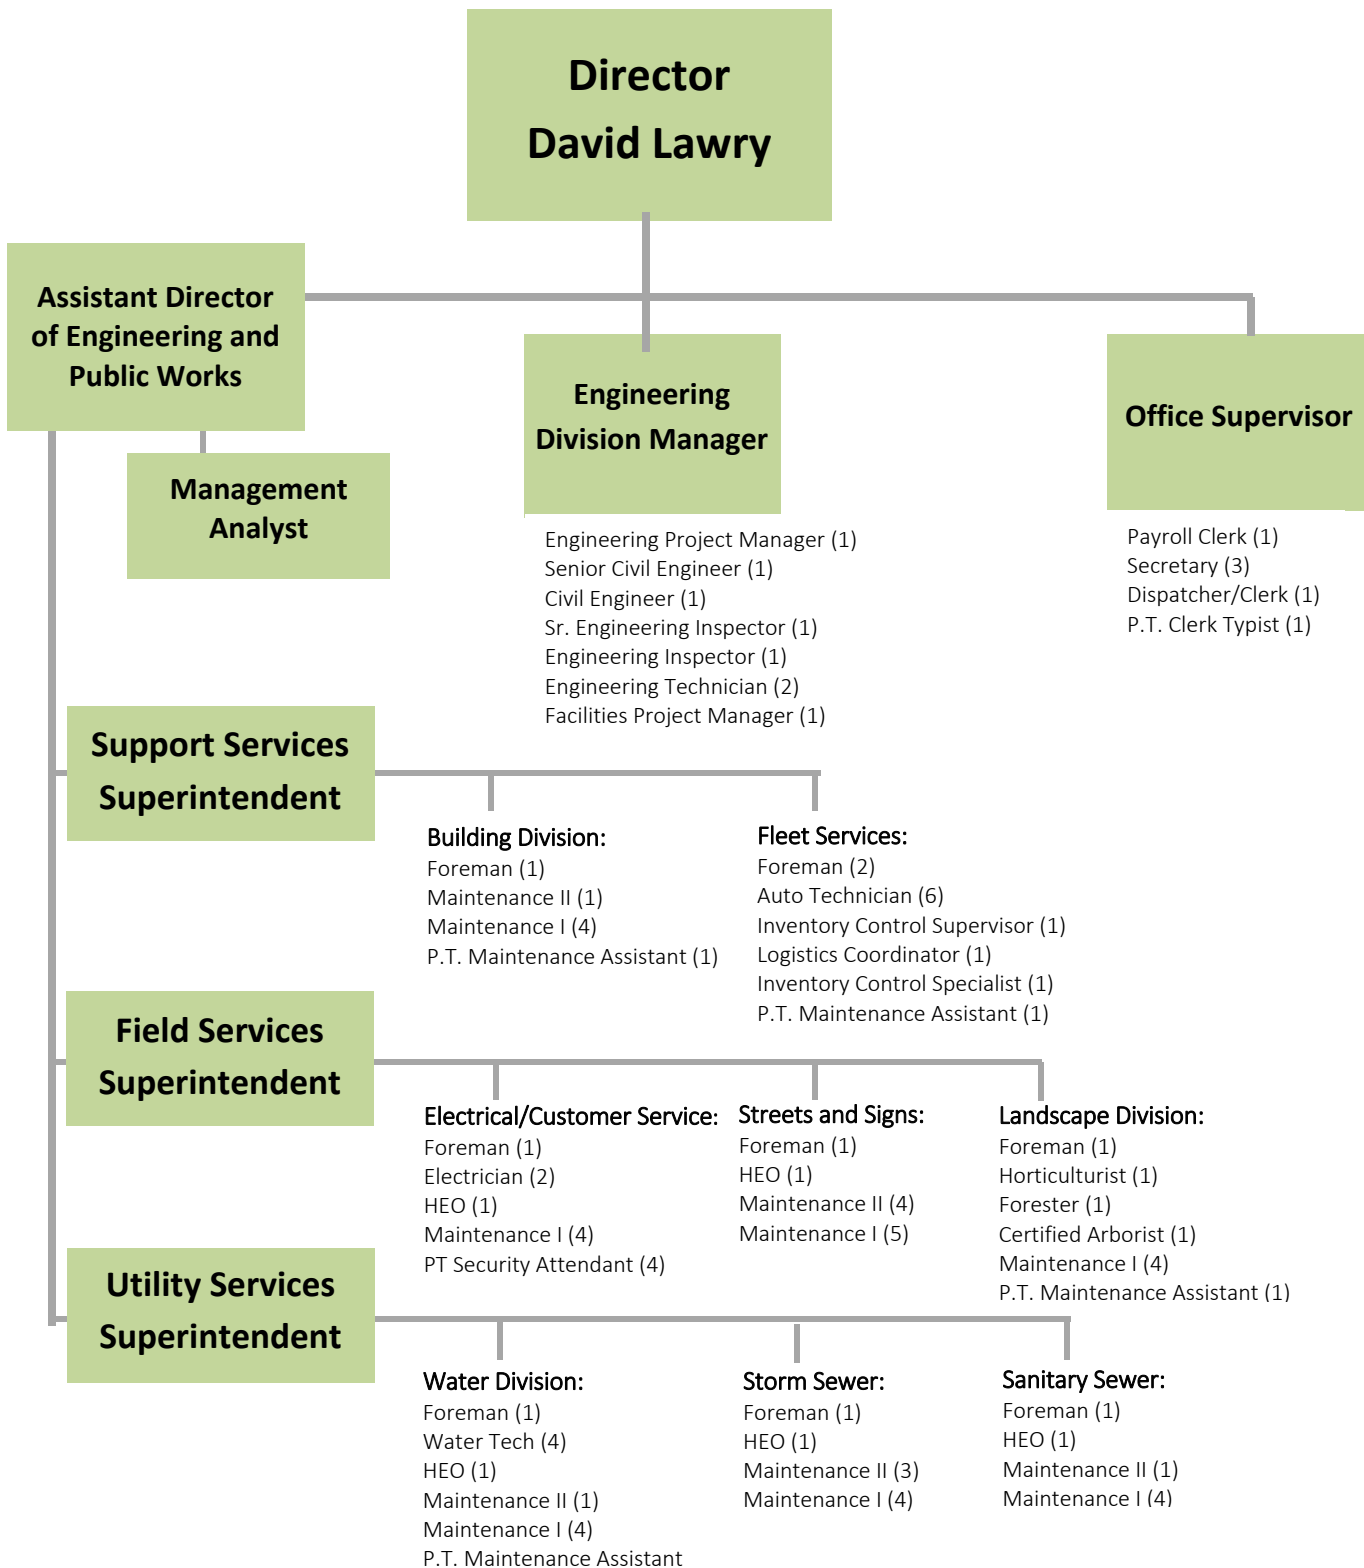 Director
David Lawry
Assistant Director
of Engineering and
Public Works
Engineering
Division Manager
Office Supervisor
Management
Analyst
Engineering Project Manager (1)
Senior Civil Engineer (1)
Civil Engineer (1)
Sr. Engineering Inspector (1)
Engineering Inspector (1)
Engineering Technician (2)
Facilities Project Manager (1)
Payroll Clerk (1)
Secretary (3)
Dispatcher/Clerk (1)
P.T. Clerk Typist (1)
Support Services
Superintendent
Building Division:
Foreman (1)
Maintenance II (1)
Maintenance I (4)
P.T. Maintenance Assistant (1)
Fleet Services:
Foreman (2)
Auto Technician (6)
Inventory Control Supervisor (1)
Logistics Coordinator (1)
Inventory Control Specialist (1)
P.T. Maintenance Assistant (1)
Field Services
Superintendent
Electrical/Customer Service:
Foreman (1)
Electrician (2)
HEO (1)
Maintenance I (4)
PT Security Attendant (4)
Streets and Signs:
Foreman (1)
HEO (1)
Maintenance II (4)
Maintenance I (5)
Landscape Division:
Foreman (1)
Horticulturist (1)
Forester (1)
Certified Arborist (1)
Maintenance I (4)
P.T. Maintenance Assistant (1)
Utility Services
Superintendent
Water Division:
Foreman (1)
Water Tech (4)
HEO (1)
Maintenance II (1)
Maintenance I (4)
P.T. Maintenance Assistant
Storm Sewer:
Foreman (1)
HEO (1)
Maintenance II (3)
Maintenance I (4)
Sanitary Sewer:
Foreman (1)
HEO (1)
Maintenance II (1)
Maintenance I (4)